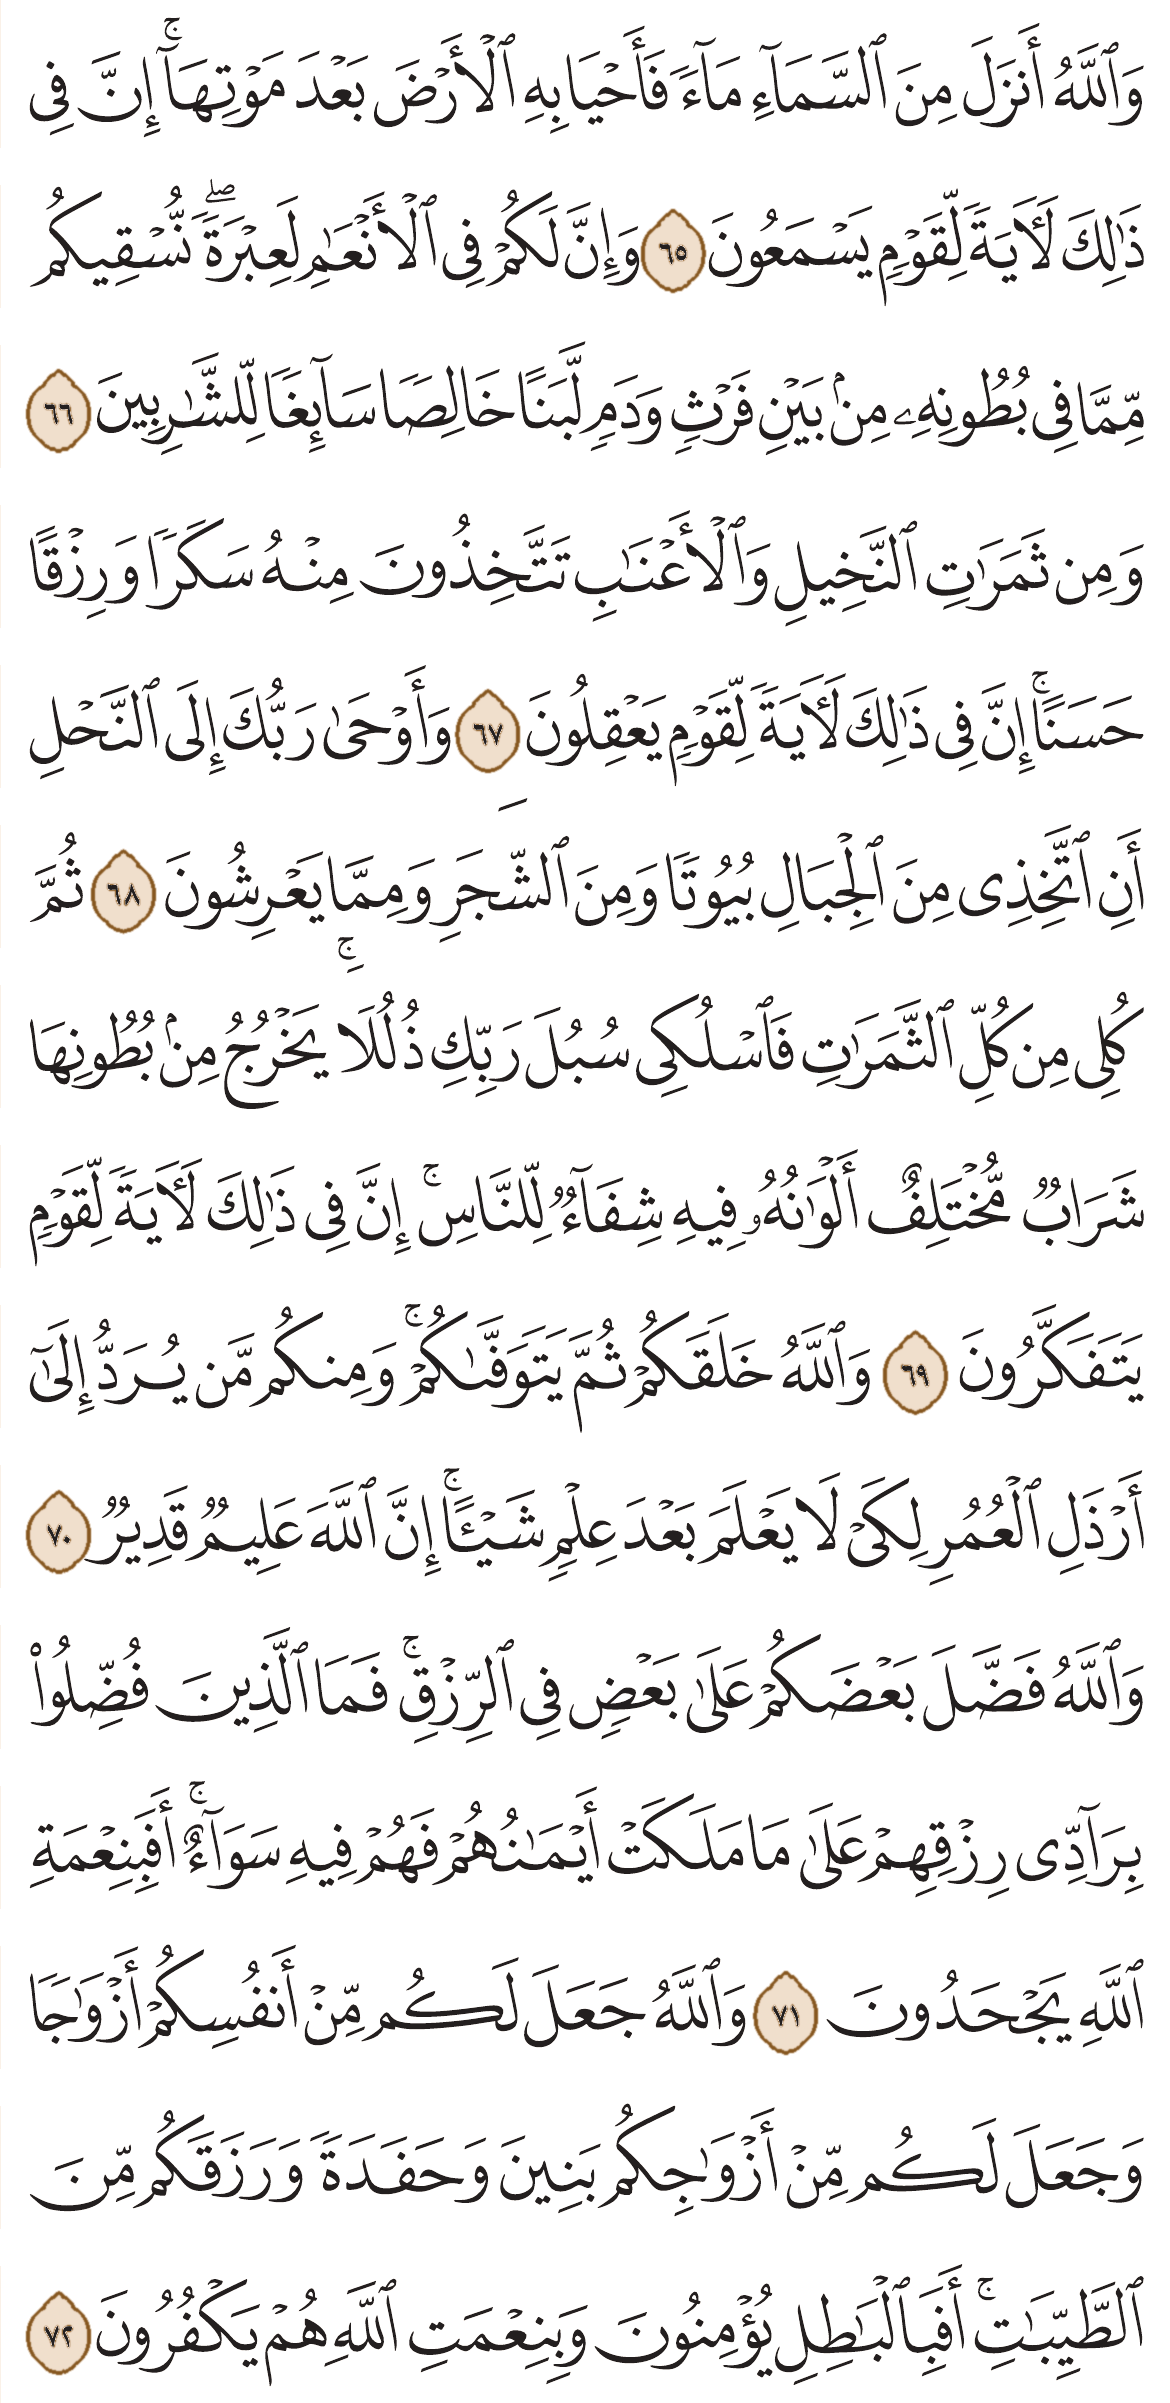 وَٱللَّهُ أَنزَلَ مِنَ ٱلسَّمَآءِ مَآءً فَأَحْيَا بِهِ ٱلْأَرْضَ بَعْدَ مَوْتِهَآ ۚ إِنَّ فِى
ذَٰلِكَ لَـَٔايَةً لِّقَوْمٍ يَسْمَعُونَ ٦٥ وَإِنَّ لَكُمْ فِى ٱلْأَنْعَٰمِ لَعِبْرَةً ۖ نُّسْقِيكُم
مِّمَّا فِى بُطُونِهِۦ مِنۢ بَيْنِ فَرْثٍ وَدَمٍ لَّبَنًا خَالِصًا سَآئِغًا لِّلشَّٰرِبِينَ ٦٦
وَمِن ثَمَرَٰتِ ٱلنَّخِيلِ وَٱلْأَعْنَٰبِ تَتَّخِذُونَ مِنْهُ سَكَرًا وَرِزْقًا
حَسَنًا ۚ إِنَّ فِى ذَٰلِكَ لَـَٔايَةً لِّقَوْمٍ يَعْقِلُونَ ٦٧ وَأَوْحَىٰ رَبُّكَ إِلَى ٱلنَّحْلِ
أَنِ ٱتَّخِذِى مِنَ ٱلْجِبَالِ بُيُوتًا وَمِنَ ٱلشَّجَرِ وَمِمَّا يَعْرِشُونَ ٦٨ ثُمَّ
كُلِى مِن كُلِّ ٱلثَّمَرَٰتِ فَٱسْلُكِى سُبُلَ رَبِّكِ ذُلُلًا ۚ يَخْرُجُ مِنۢ بُطُونِهَا
شَرَابٌ مُّخْتَلِفٌ أَلْوَٰنُهُۥ فِيهِ شِفَآءٌ لِّلنَّاسِ ۚ إِنَّ فِى ذَٰلِكَ لَـَٔايَةً لِّقَوْمٍ
يَتَفَكَّرُونَ ٦٩ وَٱللَّهُ خَلَقَكُمْ ثُمَّ يَتَوَفَّىٰكُمْ ۚ وَمِنكُم مَّن يُرَدُّ إِلَىٰٓ
أَرْذَلِ ٱلْعُمُرِ لِكَىْ لَا يَعْلَمَ بَعْدَ عِلْمٍ شَيْـًٔا ۚ إِنَّ ٱللَّهَ عَلِيمٌ قَدِيرٌ ٧٠
وَٱللَّهُ فَضَّلَ بَعْضَكُمْ عَلَىٰ بَعْضٍ فِى ٱلرِّزْقِ ۚ فَمَا ٱلَّذِينَ فُضِّلُوا۟
بِرَآدِّى رِزْقِهِمْ عَلَىٰ مَا مَلَكَتْ أَيْمَٰنُهُمْ فَهُمْ فِيهِ سَوَآءٌ ۚ أَفَبِنِعْمَةِ
ٱللَّهِ يَجْحَدُونَ ٧١ وَٱللَّهُ جَعَلَ لَكُم مِّنْ أَنفُسِكُمْ أَزْوَٰجًا
وَجَعَلَ لَكُم مِّنْ أَزْوَٰجِكُم بَنِينَ وَحَفَدَةً وَرَزَقَكُم مِّنَ
ٱلطَّيِّبَٰتِ ۚ أَفَبِٱلْبَٰطِلِ يُؤْمِنُونَ وَبِنِعْمَتِ ٱللَّهِ هُمْ يَكْفُرُونَ ٧٢